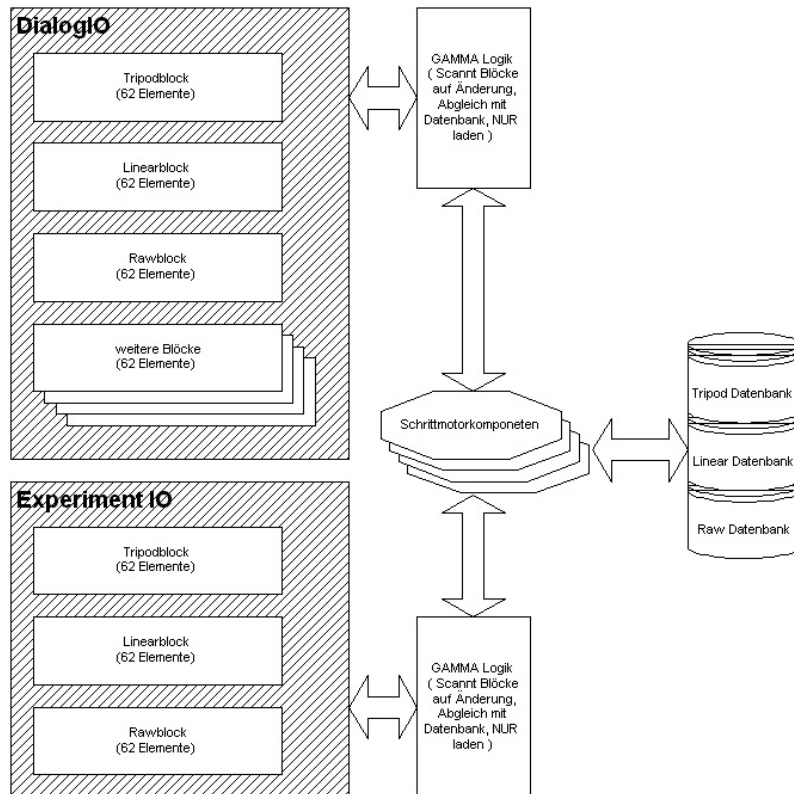 DialogIO
Tripodblock
(62 Elemente)
Linearblock
(62 Elemente)
Rawblock
(62 Elemente)
weitere Blöcke
(62 Elemente)
GAMMA Logik
( Scannt Blöcke
auf Änderung,
Abgleich mit
Datenbank, NUR
laden )
Schrittmotorkomponeten
Tripod Datenbank
Linear Datenbank
Raw Datenbank
Experiment IO
Tripodblock
(62 Elemente)
Linearblock
(62 Elemente)
Rawblock
(62 Elemente)
GAMMA Logik
( Scannt Blöcke
auf Änderung,
Abgleich mit
Datenbank, NUR
laden )